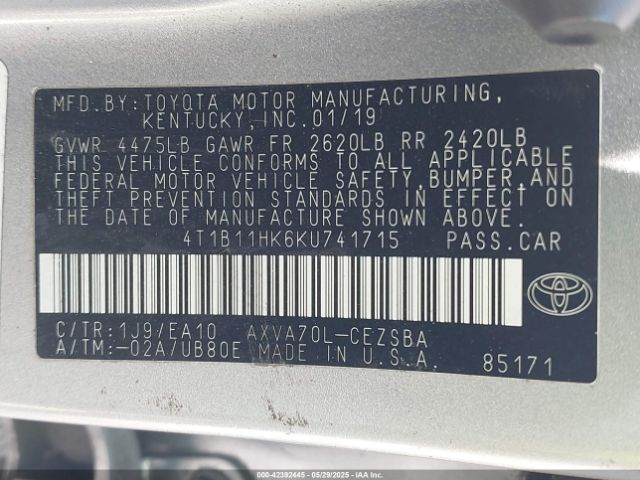 MFD.BY:TOYOTA MOTOR MANUFACTURING,
KENTUCKY, INC.01/19
GVWR 4475LB GAWR FR 2620LB RR 2420LB
THIS VEHICLE CONFORMS TO ALL APPLICABLE
FEDERAL MOTOR VEHICLE SAFETY, BUMPER, AND
THEFT PREVENTION STANDARDS IN EFFECT ON
THE DATE OF MANUFACTURE SHOWN ABOVE.
4T1B11HK6KU741715 PASS.CAR
C/TR:1J9/EA10 AXVA70L-CEZSBA
A/TM:-02A/UB80E MADE IN U.S.A. 85171
TOYOTA
000-42392445 - 05/29/2025 - IAAI Copyright